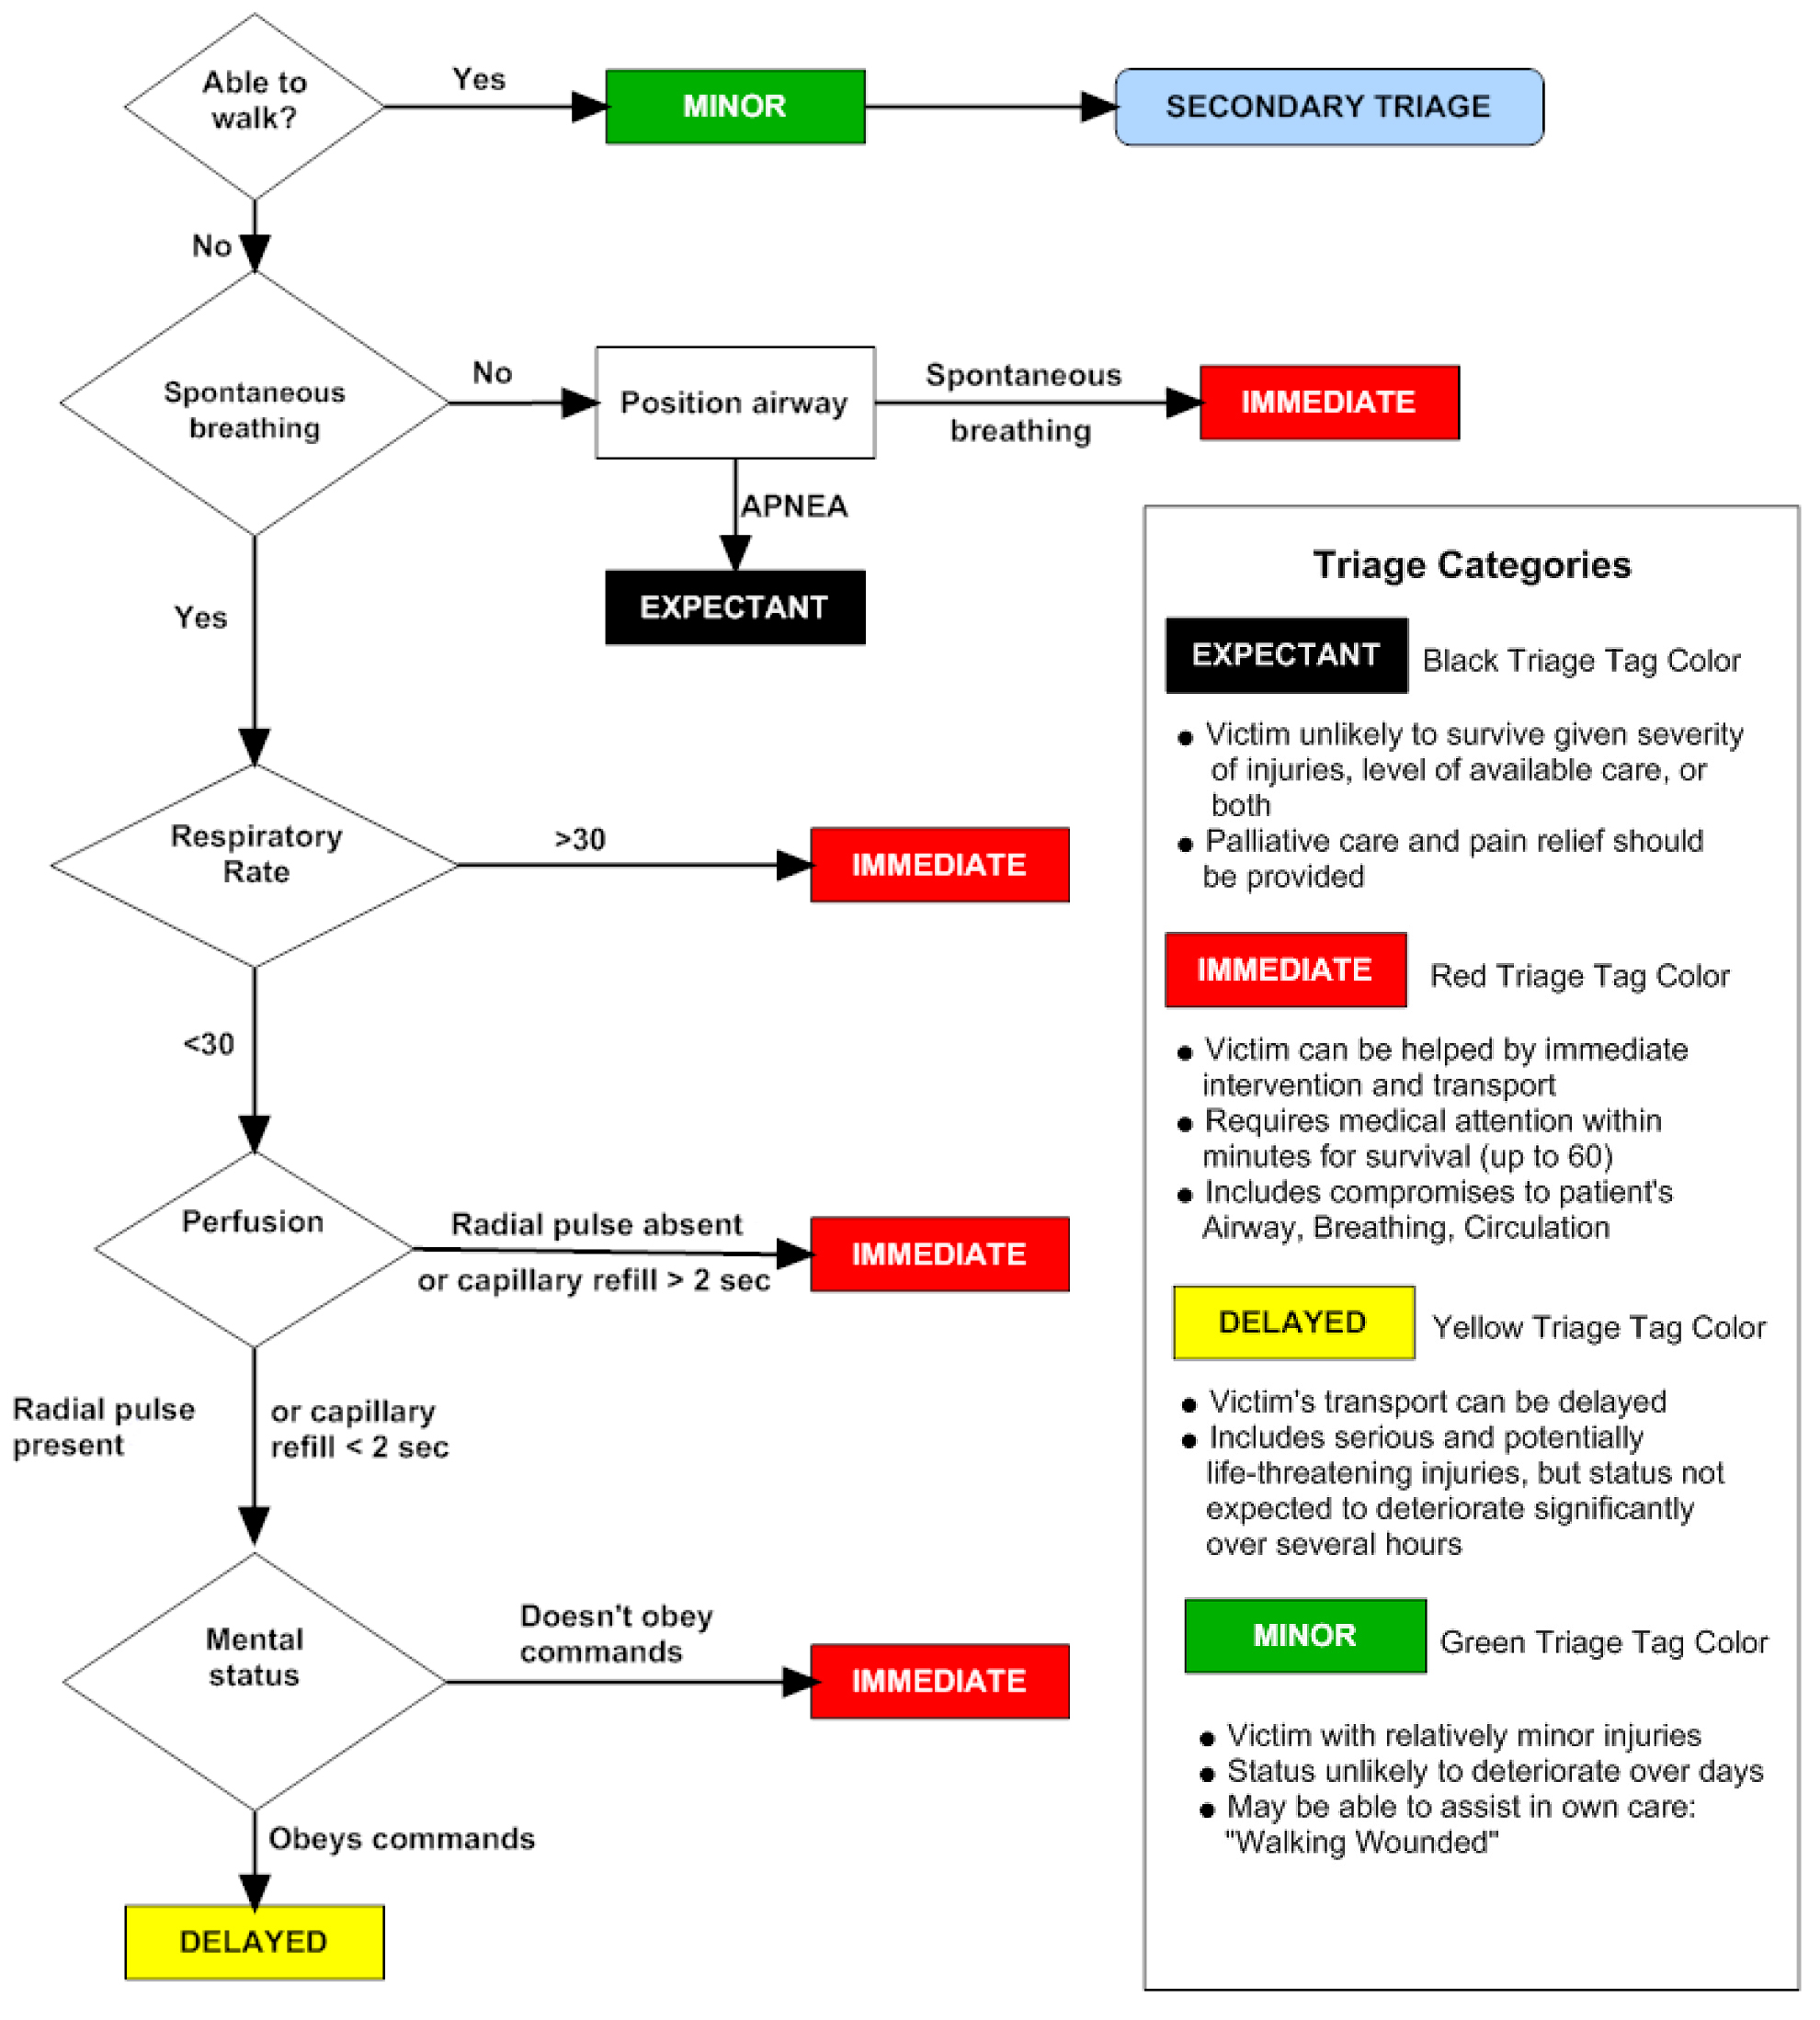 Able to
walk?
Yes
MINOR
SECONDARY TRIAGE
No
Spontaneous
breathing
No
Position airway
Spontaneous
breathing
IMMEDIATE
APNEA
EXPECTANT
Yes
Respiratory
Rate
>30
IMMEDIATE
<30
Perfusion
Radial pulse absent
or capillary refill > 2 sec
IMMEDIATE
Radial pulse
present
or capillary
refill < 2 sec
Mental
status
Doesn't obey
commands
IMMEDIATE
Obeys commands
DELAYED
Triage Categories
EXPECTANT
Black Triage Tag Color
● Victim unlikely to survive given severity
of injuries, level of available care, or
both
● Palliative care and pain relief should
be provided
IMMEDIATE
Red Triage Tag Color
● Victim can be helped by immediate
intervention and transport
● Requires medical attention within
minutes for survival (up to 60)
● Includes compromises to patient's
Airway, Breathing, Circulation
DELAYED
Yellow Triage Tag Color
● Victim's transport can be delayed
● Includes serious and potentially
life-threatening injuries, but status not
expected to deteriorate significantly
over several hours
MINOR
Green Triage Tag Color
● Victim with relatively minor injuries
● Status unlikely to deteriorate over days
● May be able to assist in own care:
"Walking Wounded"